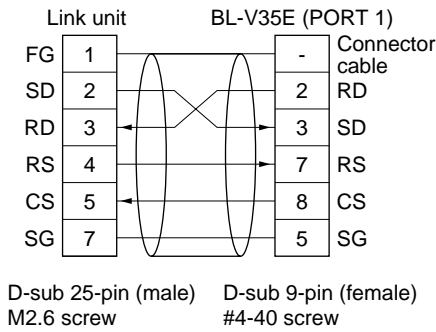 Link unit BL-V35E (PORT 1)
FG 1 - Connector cable
SD 2 2 RD
RD 3 3 SD
RS 4 7 RS
CS 5 8 CS
SG 7 5 SG
D-sub 25-pin (male) D-sub 9-pin (female)
M2.6 screw #4-40 screw